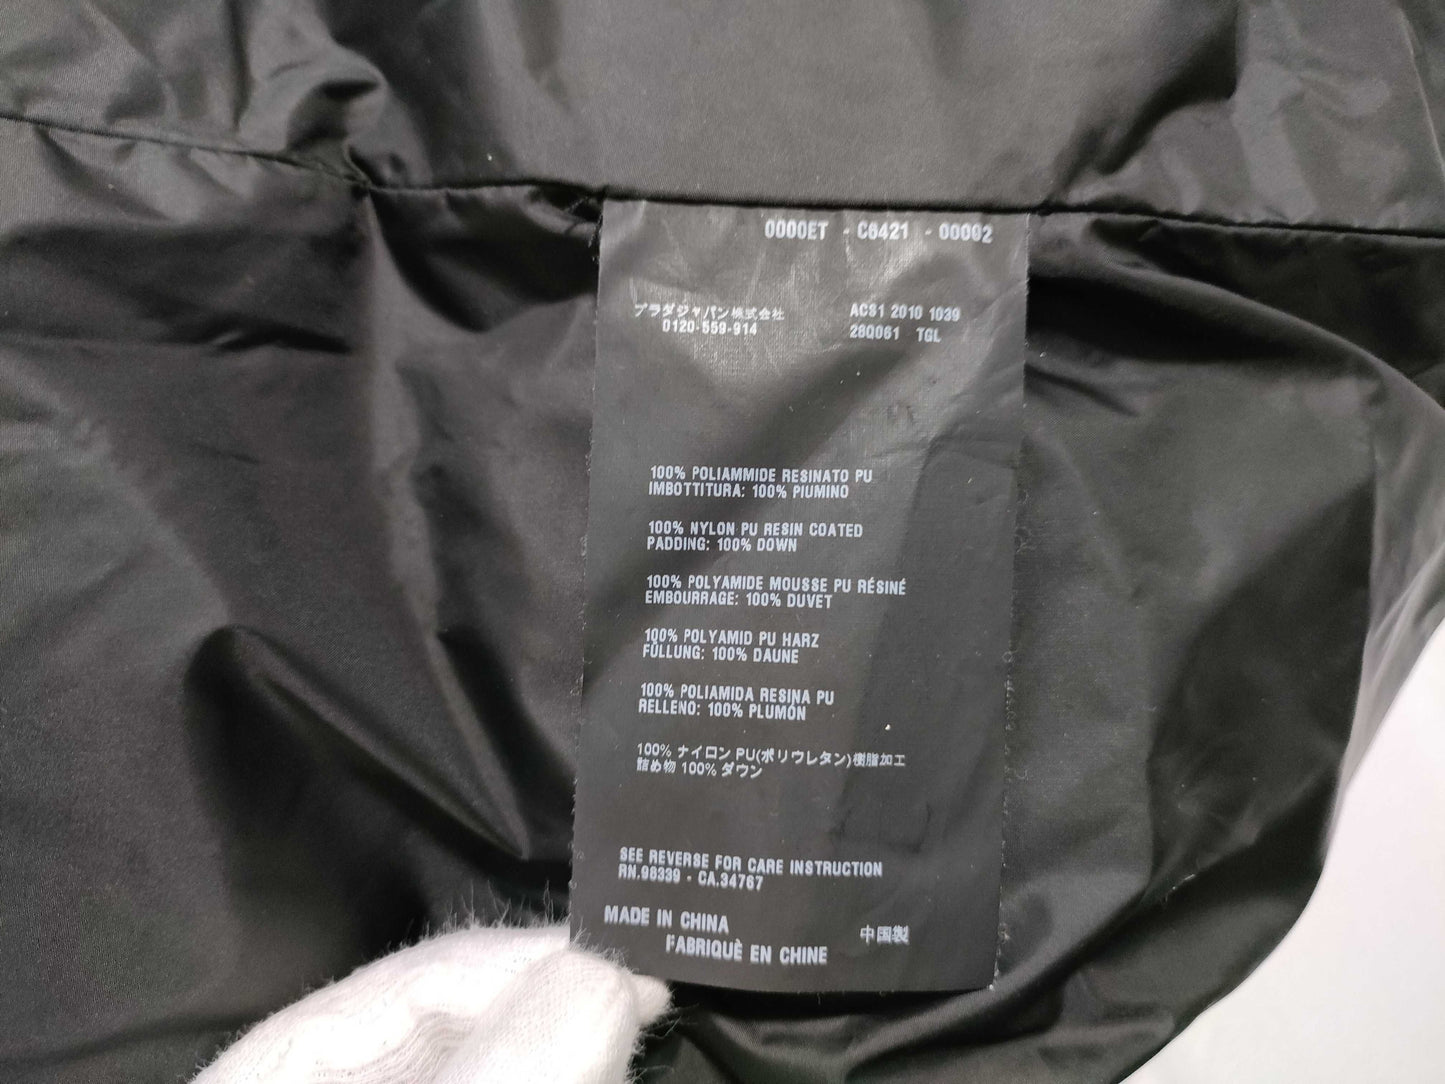 0000ET - C6421 - 00092
プラダジャパン株式会社
0120-559-914
ACS1 2010 1039
28Q061 TGL
100% POLIAMMIDE RESINATO PU
IMBOTTITURA: 100% PIUMINO
100% NYLON PU RESIN COATED
PADDING: 100% DOWN
100% POLYAMIDE MOUSSE PU RÉSINÉ
EMBOURRAGE: 100% DUVET
100% POLYAMID PU HARZ
FÜLLUNG: 100% DAUNE
100% POLIAMIDA RESINA PU
RELLENO: 100% PLUMÓN
100% ナイロン PU(ポリウレタン)樹脂加工
詰め物 100% ダウン
SEE REVERSE FOR CARE INSTRUCTION
RN.98339 - CA.34767
MADE IN CHINA
FABRIQUÈ EN CHINE
中国製